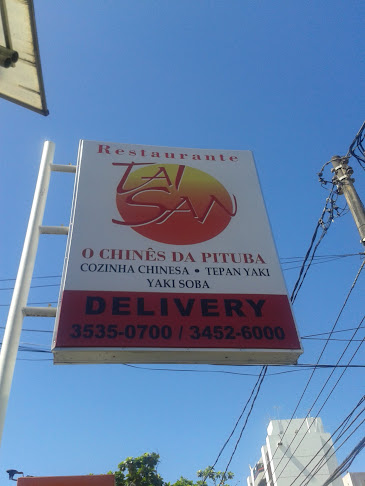 Restaurante
TAI
SAN
O CHINÊS DA PITUBA
COZINHA CHINESA • TEPAN YAKI
YAKI SOBA
DELIVERY
3535-0700 / 3452-6000